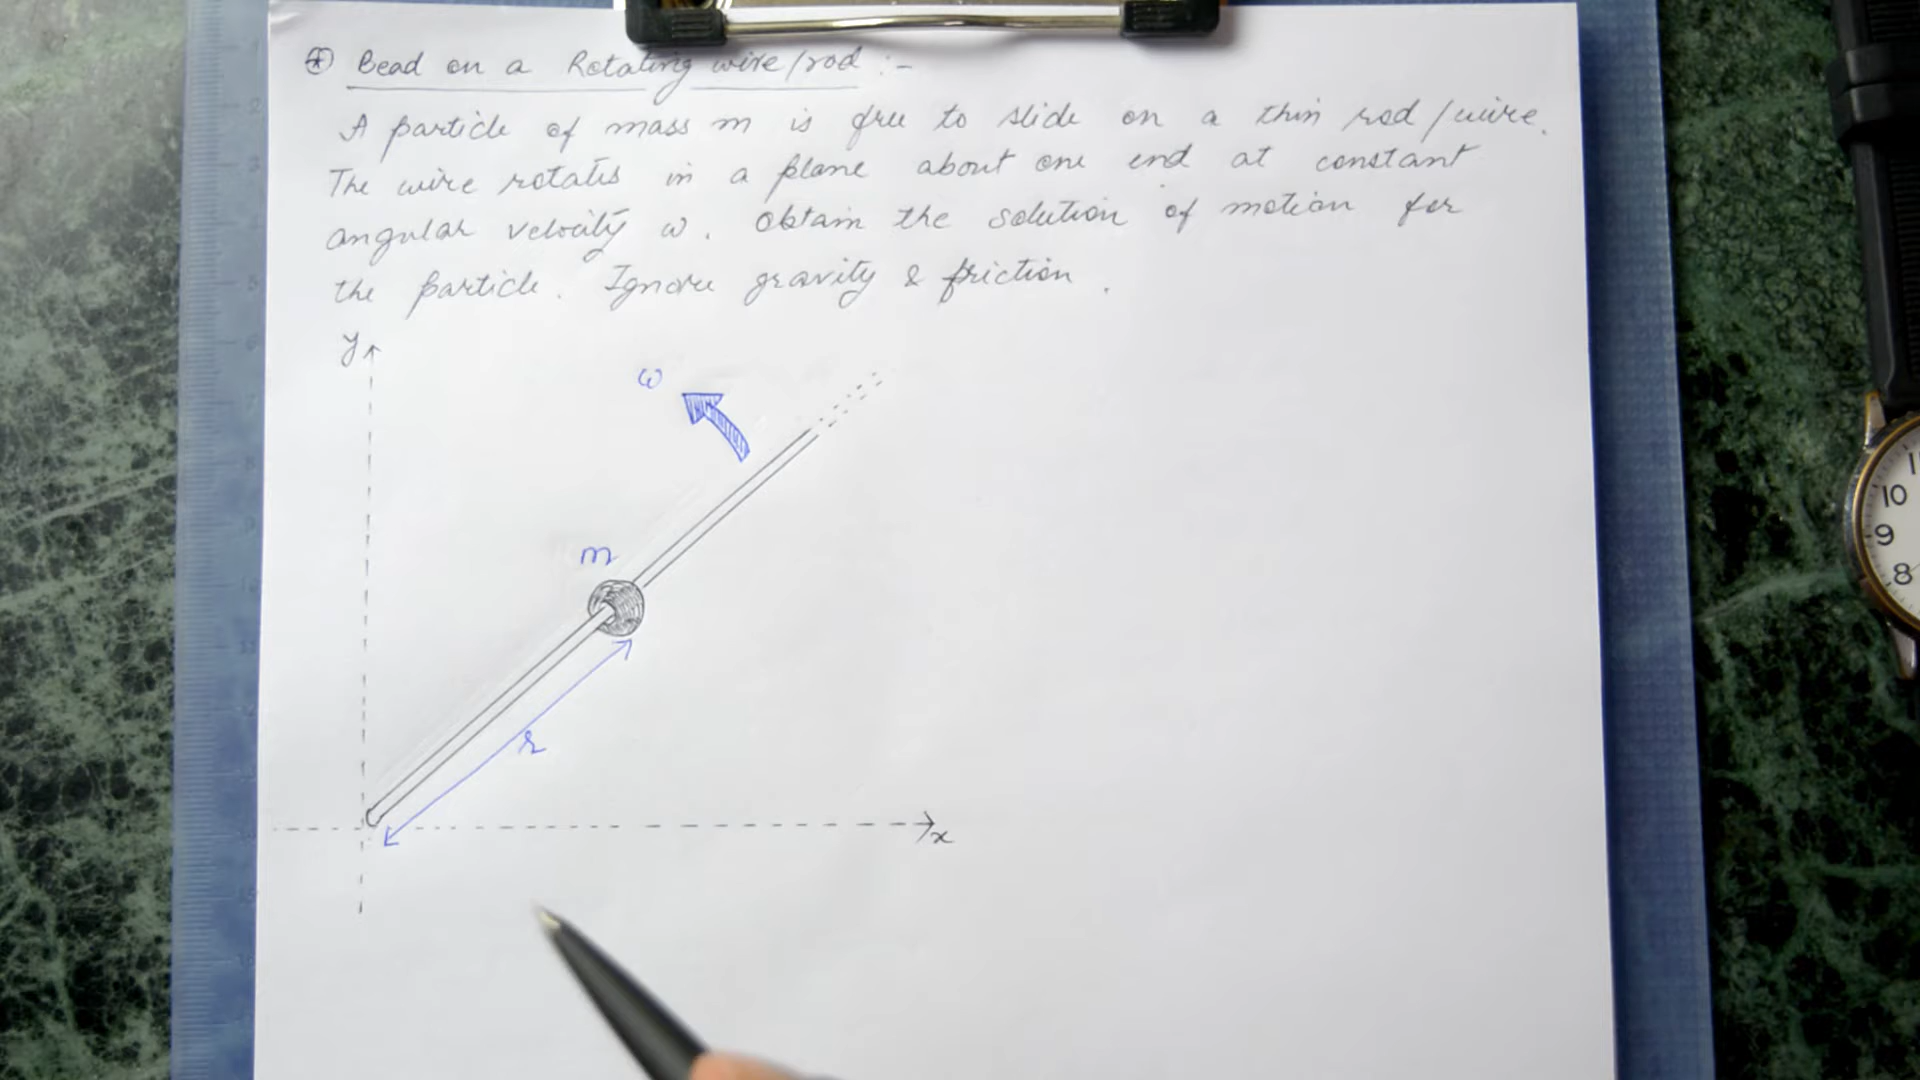 ⊛ Bead on a Rotating wire/rod :-
A particle of mass m is free to slide on a thin rod/wire.
The wire rotates in a plane about one end at constant
angular velocity ω. Obtain the solution of motion for
the particle. Ignore gravity & friction.
y
ω
m
r
x
10
9
8